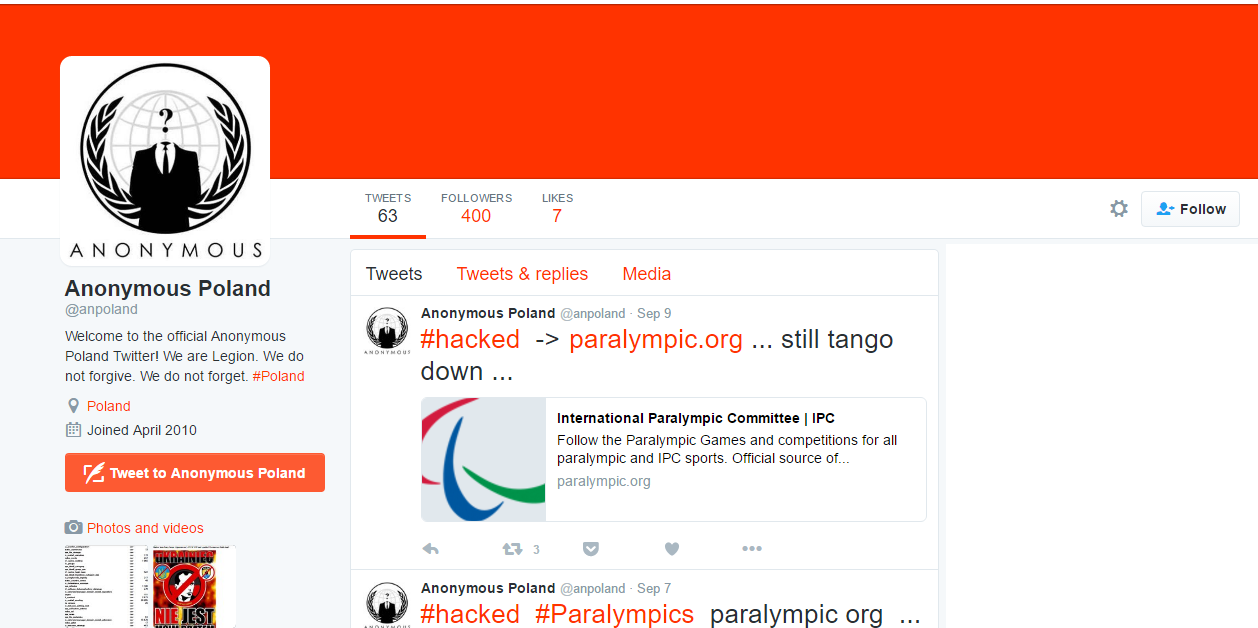 ?
ANONYMOUS
TWEETS
63
FOLLOWERS
400
LIKES
7
Follow
Anonymous Poland
@anpoland
Welcome to the official Anonymous
Poland Twitter! We are Legion. We do
not forgive. We do not forget. #Poland
Poland
Joined April 2010
Tweet to Anonymous Poland
Photos and videos
UKRAINIEC
NIE JEST
Tweets Tweets & replies Media
ANONYMOUS
Anonymous Poland @anpoland · Sep 9
#hacked -> paralympic.org ... still tango
down ...
International Paralympic Committee | IPC
Follow the Paralympic Games and competitions for all
paralympic and IPC sports. Official source of...
paralympic.org
3
ANONYMOUS
Anonymous Poland @anpoland · Sep 7
#hacked #Paralympics paralympic org ...